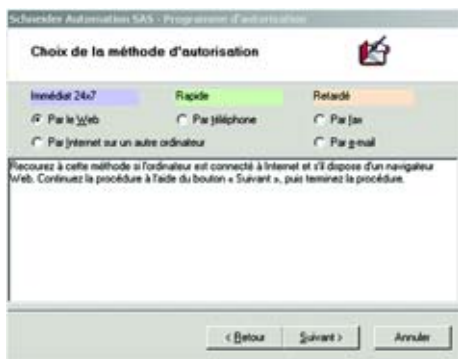 Schneider Automation SAS - Programme d'autorisation
Choix de la méthode d'autorisation
Immédiat 24x7 Rapide Retardé
Par le Web Par téléphone Par fax
Par Internet sur un autre ordinateur Par e-mail
Recourez à cette méthode si l'ordinateur est connecté à Internet et s'il dispose d'un navigateur
Web. Continuez la procédure à l'aide du bouton « Suivant », puis terminez la procédure.
< Retour Suivant > Annuler